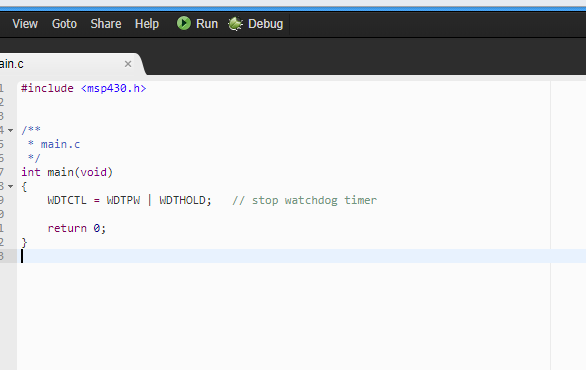 View Goto Share Help Run Debug
ain.c ×
1 #include <msp430.h>
2
3
4 /**
5 * main.c
6 */
7 int main(void)
8 {
9 WDTCTL = WDTPW | WDTHOLD; // stop watchdog timer
0
1 return 0;
2 }
3